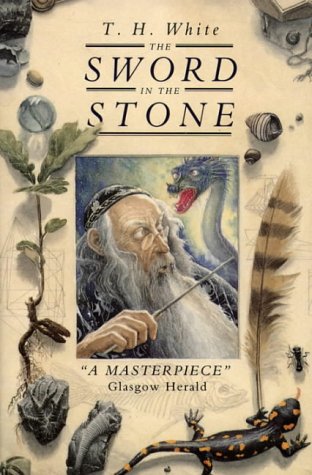 T. H. White
THE
SWORD
IN THE
STONE
"A MASTERPIECE"
Glasgow Herald